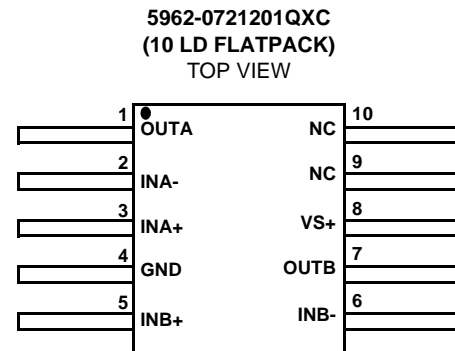 5962-0721201QXC
(10 LD FLATPACK)
TOP VIEW
1 OUTA NC 10
2 INA- NC 9
3 INA+ VS+ 8
4 GND OUTB 7
5 INB+ INB- 6